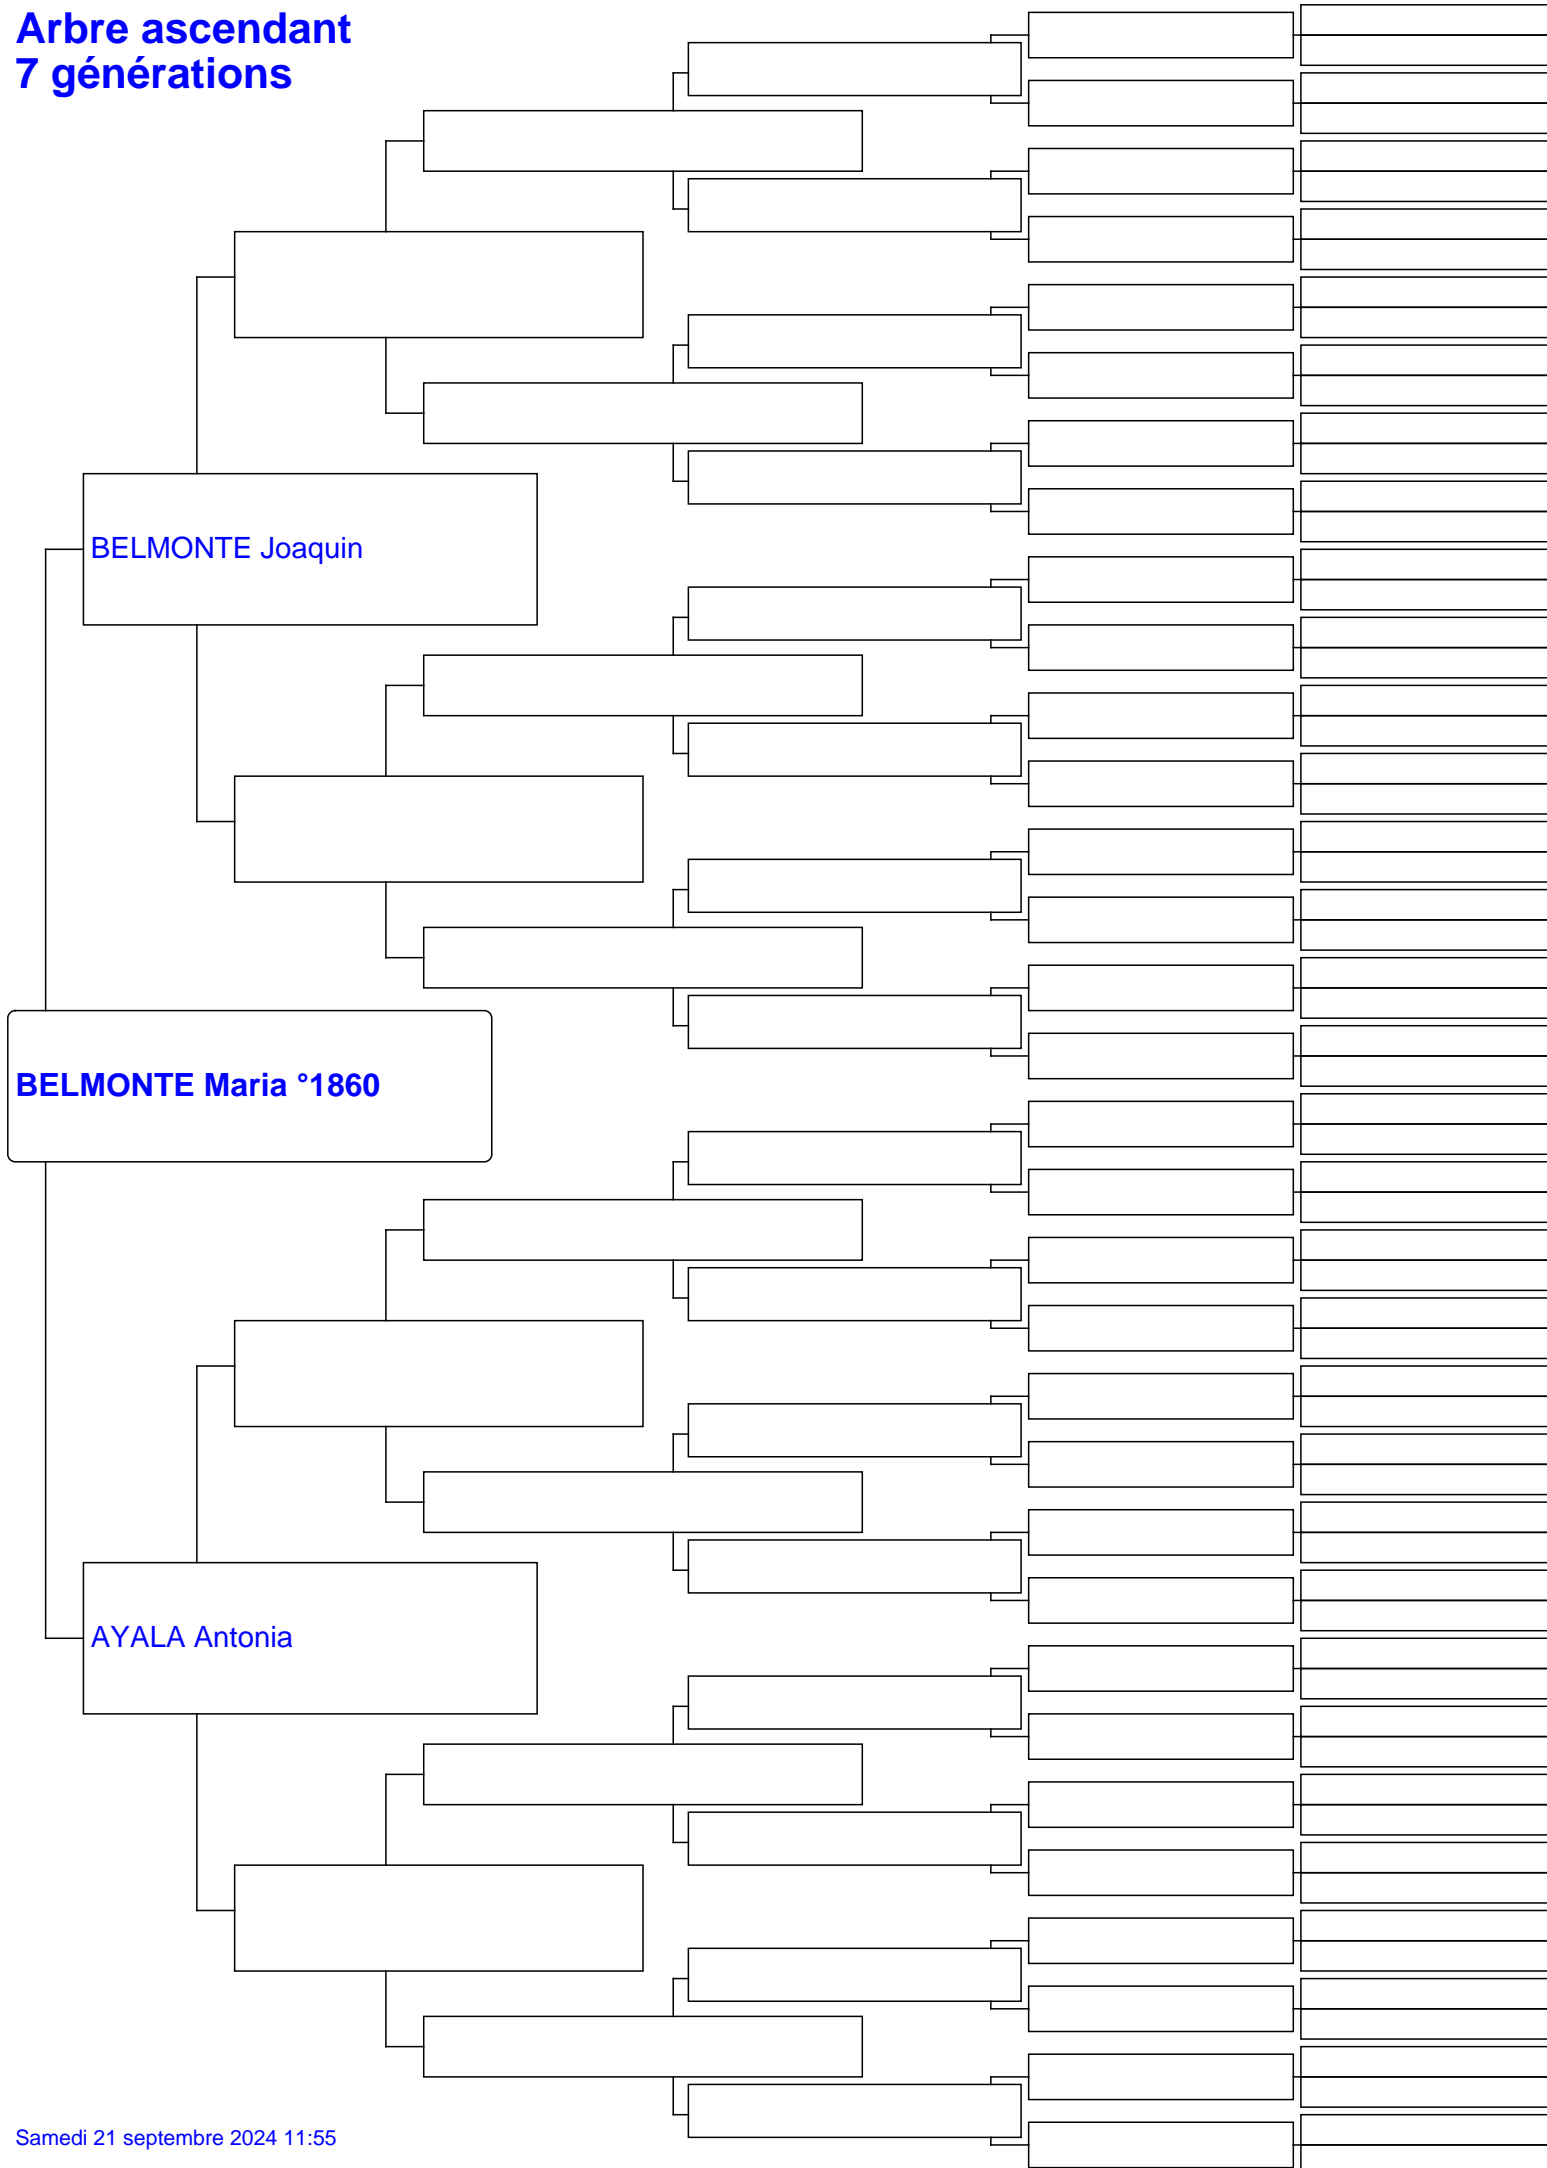 Arbre ascendant
7 générations
BELMONTE Joaquin
BELMONTE Maria °1860
AYALA Antonia
Samedi 21 septembre 2024 11:55